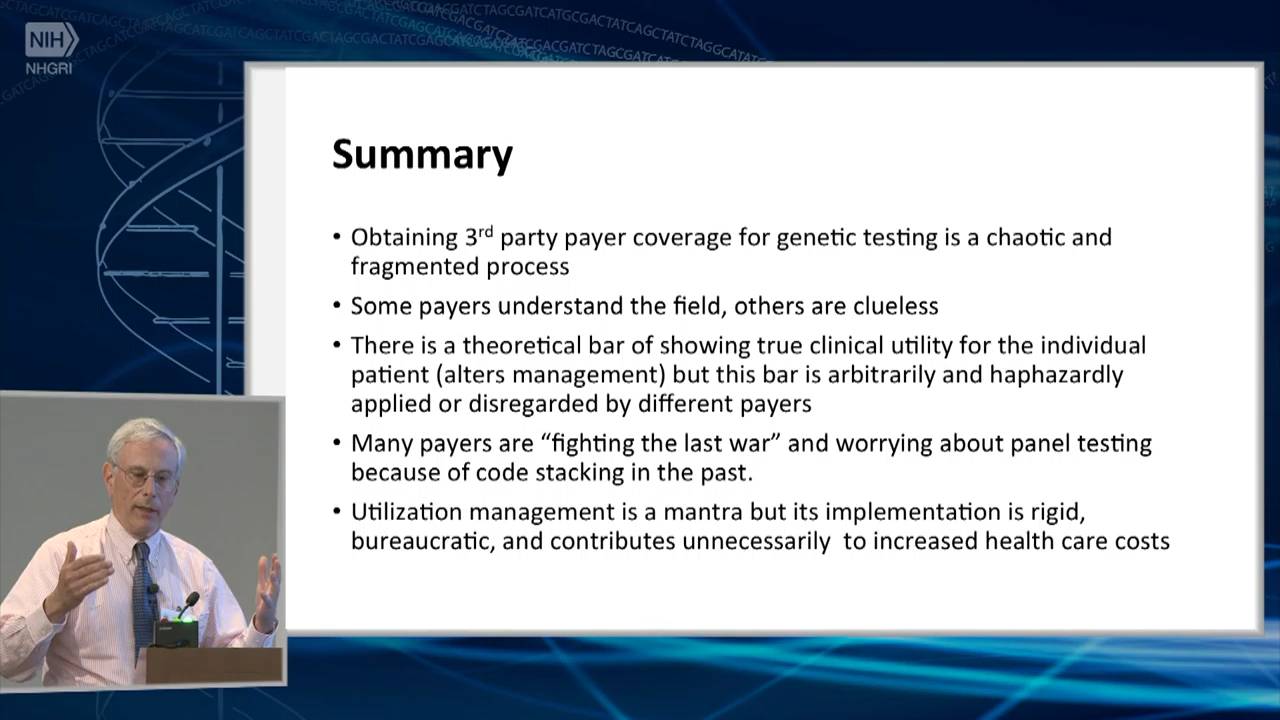 NIH
NHGRI
Summary
• Obtaining 3rd party payer coverage for genetic testing is a chaotic and
fragmented process
• Some payers understand the field, others are clueless
• There is a theoretical bar of showing true clinical utility for the individual
patient (alters management) but this bar is arbitrarily and haphazardly
applied or disregarded by different payers
• Many payers are “fighting the last war” and worrying about panel testing
because of code stacking in the past.
• Utilization management is a mantra but its implementation is rigid,
bureaucratic, and contributes unnecessarily  to increased health care costs